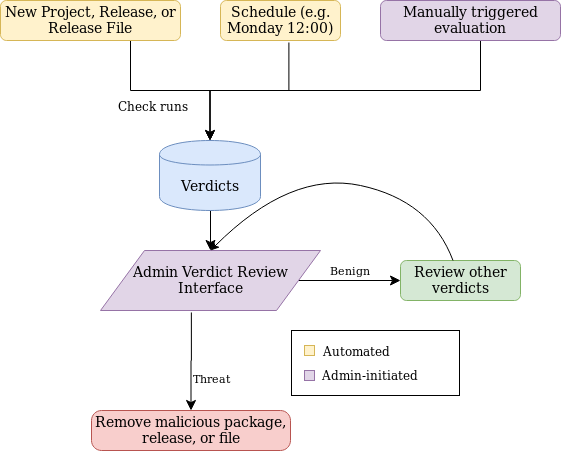 New Project, Release, or
Release File
Schedule (e.g.
Monday 12:00)
Manually triggered
evaluation
Check runs
Verdicts
Admin Verdict Review
Interface
Benign
Review other
verdicts
Automated
Admin-initiated
Threat
Remove malicious package,
release, or file